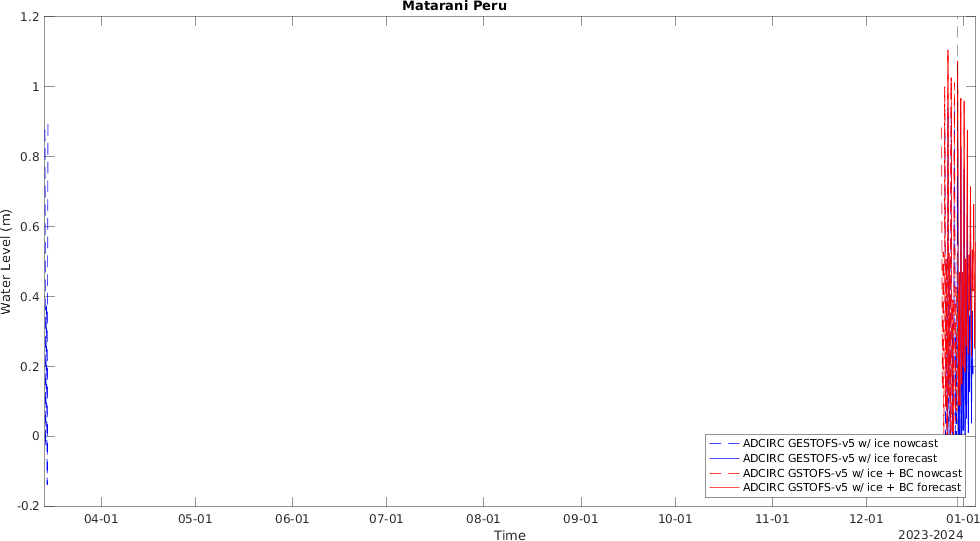 Matarani Peru
1.2
1
0.8
0.6
0.4
0.2
0
-0.2
Water Level (m)
04-01 05-01 06-01 07-01 08-01 09-01 10-01 11-01 12-01 01-01
Time
2023-2024
ADCIRC GESTOFS-v5 w/ ice nowcast
ADCIRC GESTOFS-v5 w/ ice forecast
ADCIRC GSTOFS-v5 w/ ice + BC nowcast
ADCIRC GSTOFS-v5 w/ ice + BC forecast